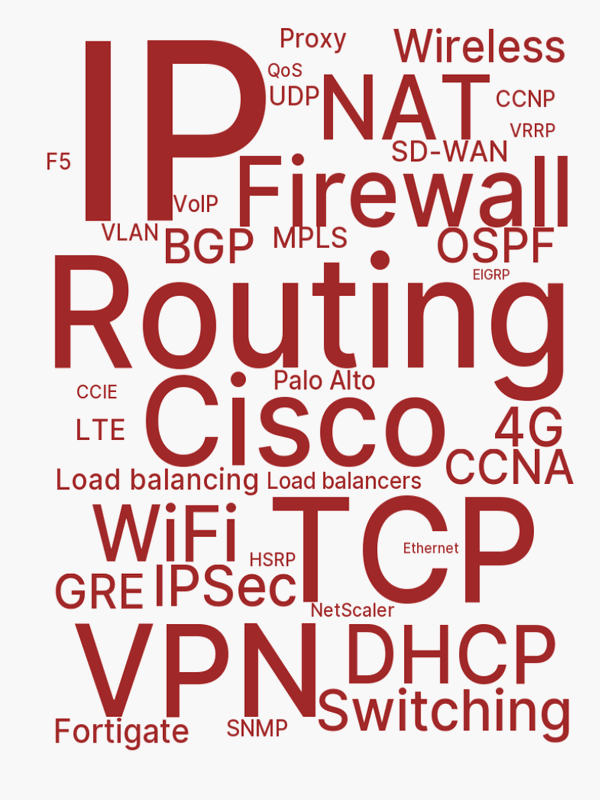 Proxy
Wireless
IP
QoS
UDP
NAT
CCNP
VRRP
SD-WAN
F5
Firewall
VoIP
VLAN
BGP
MPLS
OSPF
EIGRP
Routing
Palo Alto
CCIE
Cisco
LTE
4G
CCNA
Load balancing
Load balancers
WiFi
TCP
Ethernet
HSRP
GRE
IPSec
NetScaler
VPN
DHCP
Switching
Fortigate
SNMP